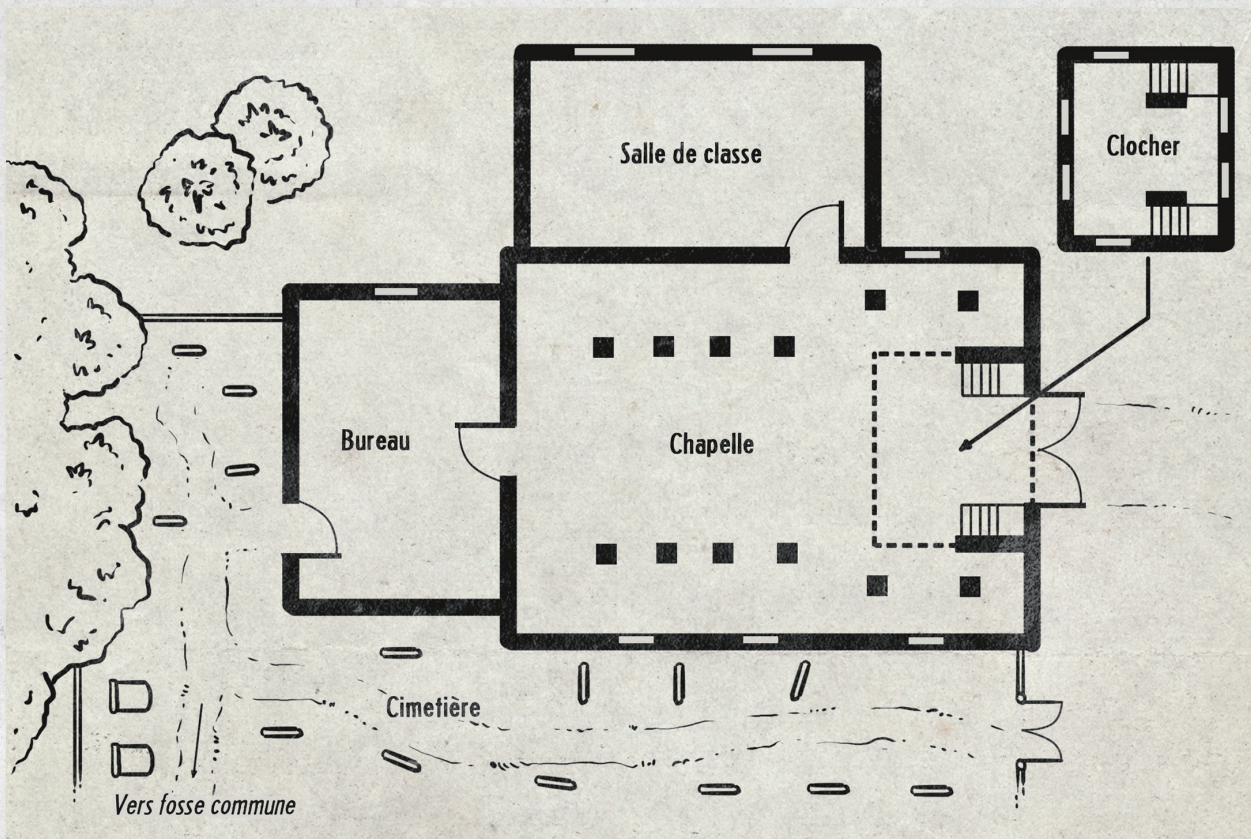 Salle de classe
Clocher
Bureau
Chapelle
Cimetière
Vers fosse commune